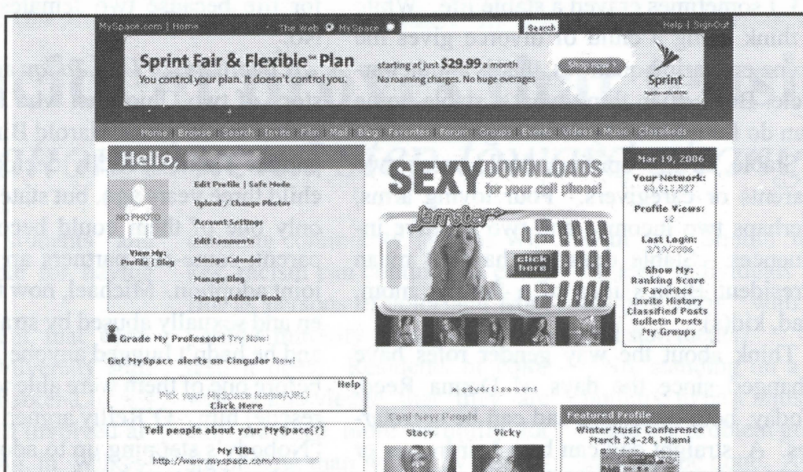 MySpace.com | Home
The Web MySpace
Search
Help | SignOut
Sprint Fair & Flexible℠ Plan
You control your plan. It doesn't control you.
starting at just $29.99 a month
No roaming charges. No huge overages
Shop now >
Sprint
Home | Browse | Search | Invite | Film | Mail | Blog | Favorites | Forum | Groups | Events | Videos | Music | Classifieds
Hello,
NO PHOTO
View My:
Profile | Blog
Edit Profile | Safe Mode
Upload / Change Photos
Account Settings
Edit Comments
Manage Calendar
Manage Blog
Manage Address Book
Grade My Professor! Try Now!
Get MySpace alerts on Cingular Now!
Help
Pick your MySpace Name/URL!
Click Here
Tell people about your MySpace[?]
My URL
http://www.myspace.com/
SEXY DOWNLOADS
for your cell phone!
Jamster!
click
here
advertisement
Cool New People
Stacy
Vicky
Mar 19, 2006
Your Network:
Profile Views:
12
Last Login:
3/19/2006
Show My:
Ranking Score
Favorites
Invite History
Classified Posts
Bulletin Posts
My Groups
Featured Profile
Winter Music Conference
March 24-28, Miami